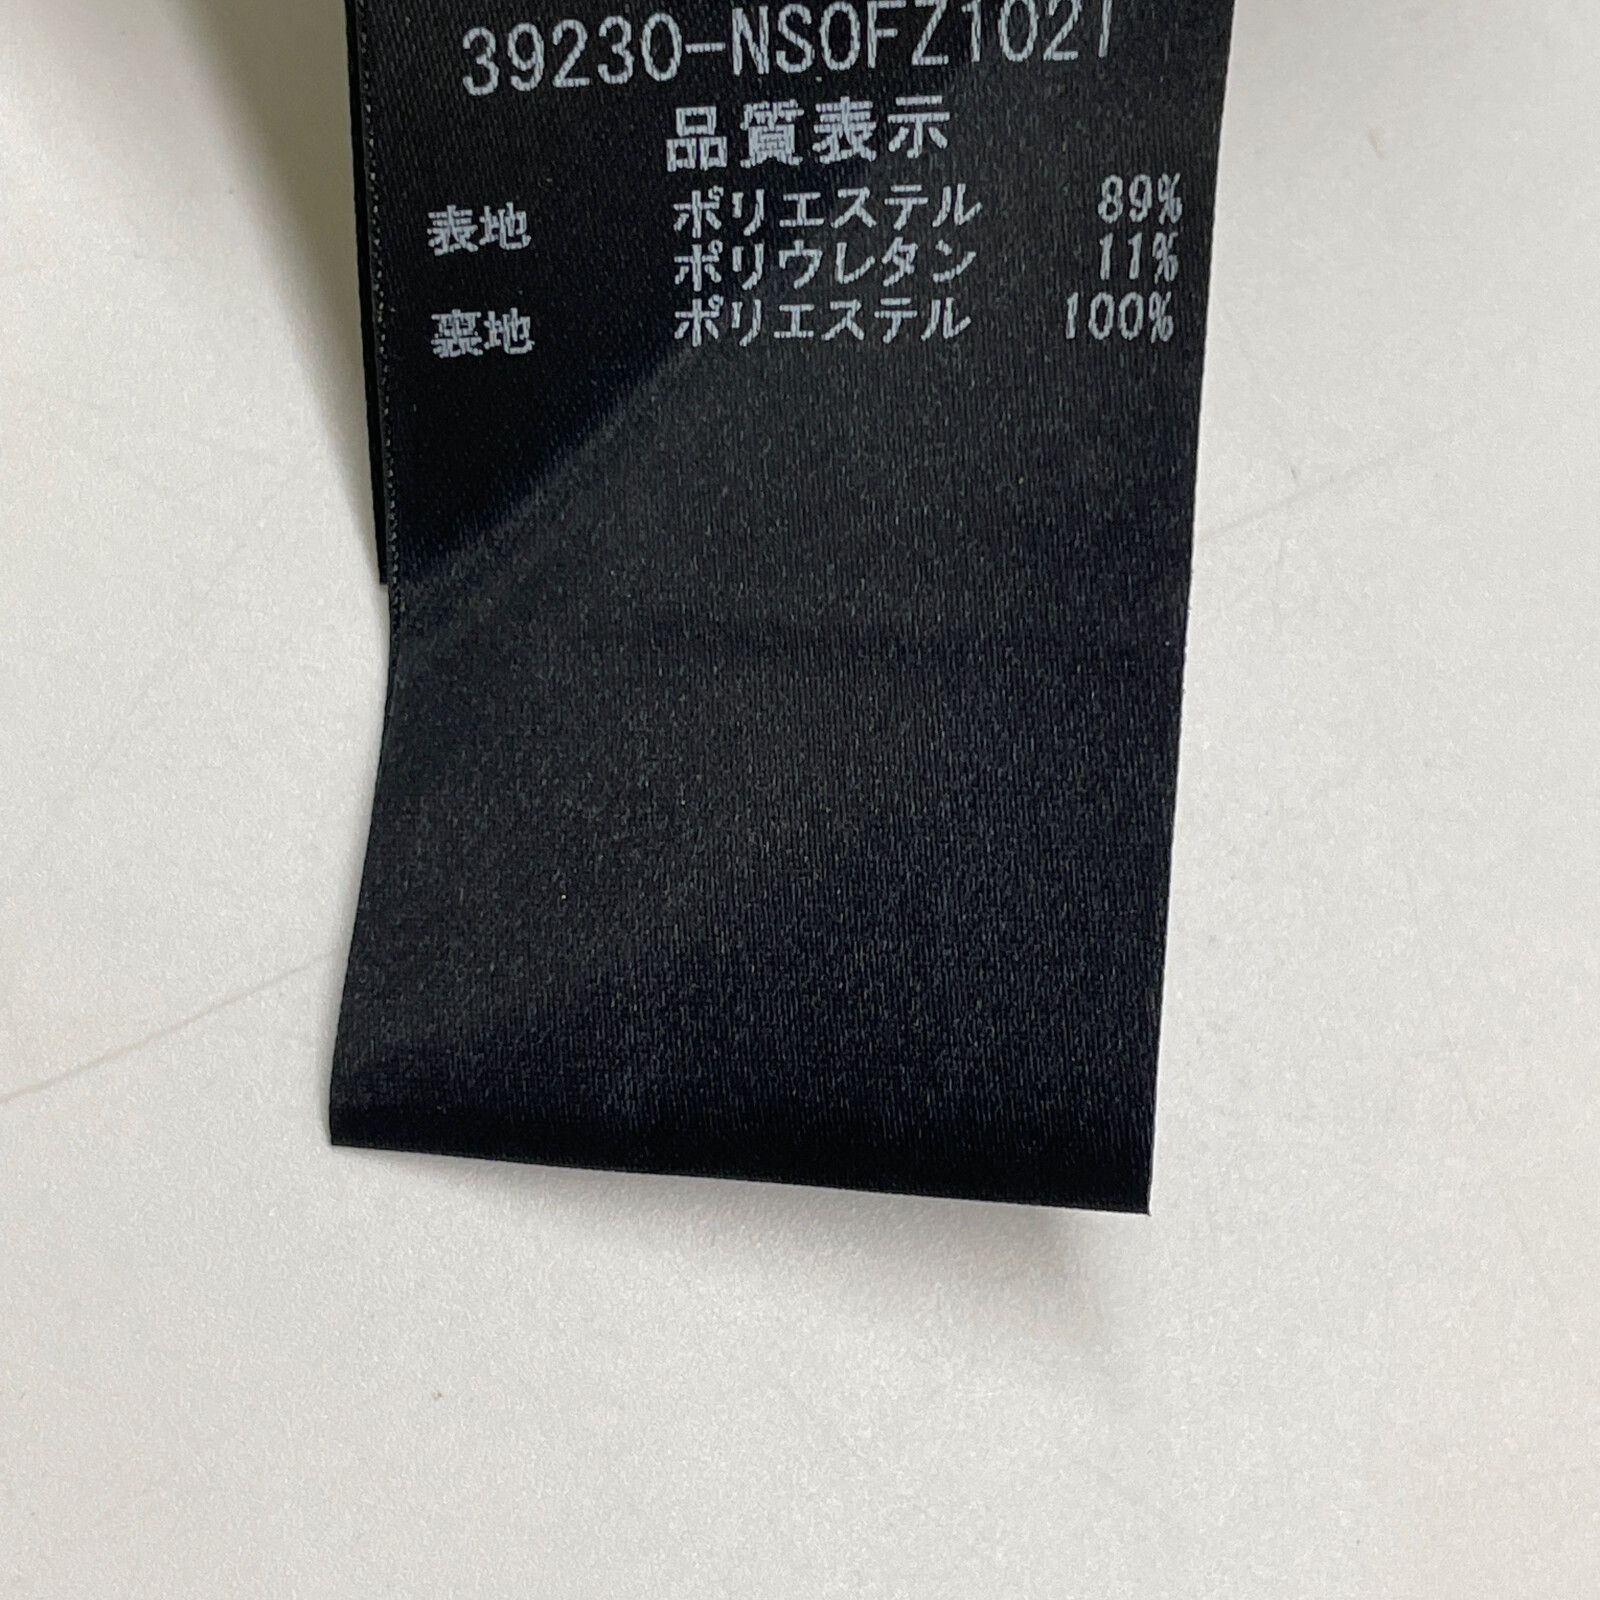 39230-NS0FZ1021
品質表示
表地 ポリエステル 89%
ポリウレタン 11%
裏地 ポリエステル 100%